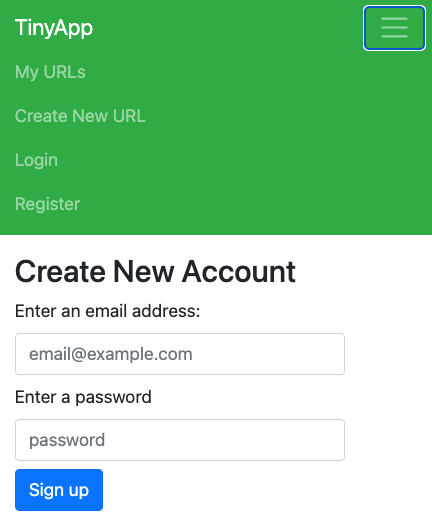 TinyApp
My URLs
Create New URL
Login
Register
Create New Account
Enter an email address:
email@example.com
Enter a password
password
Sign up